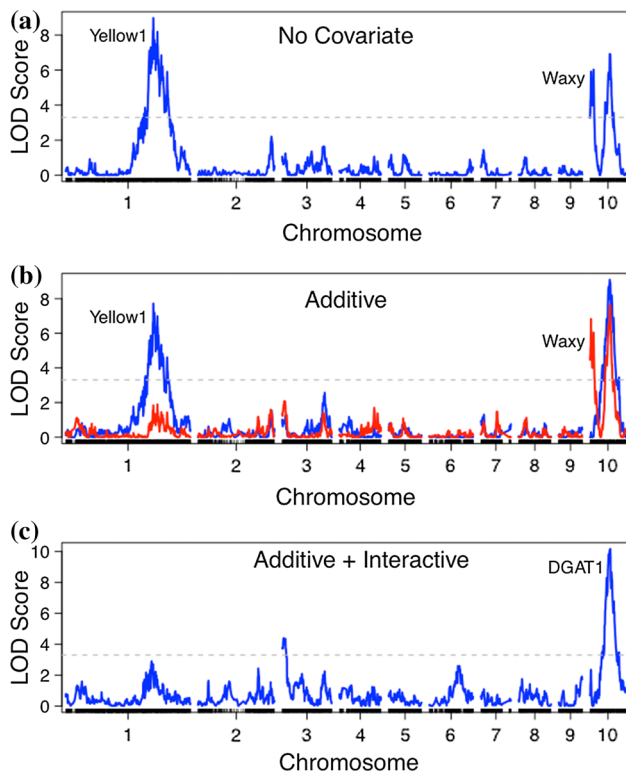 (a)
No Covariate
Yellow1
Waxy
LOD Score
8
6
4
2
0
1 2 3 4 5 6 7 8 9 10
Chromosome
(b)
Additive
Yellow1
Waxy
LOD Score
8
6
4
2
0
1 2 3 4 5 6 7 8 9 10
Chromosome
(c)
Additive + Interactive
DGAT1
LOD Score
10
8
6
4
2
0
1 2 3 4 5 6 7 8 9 10
Chromosome